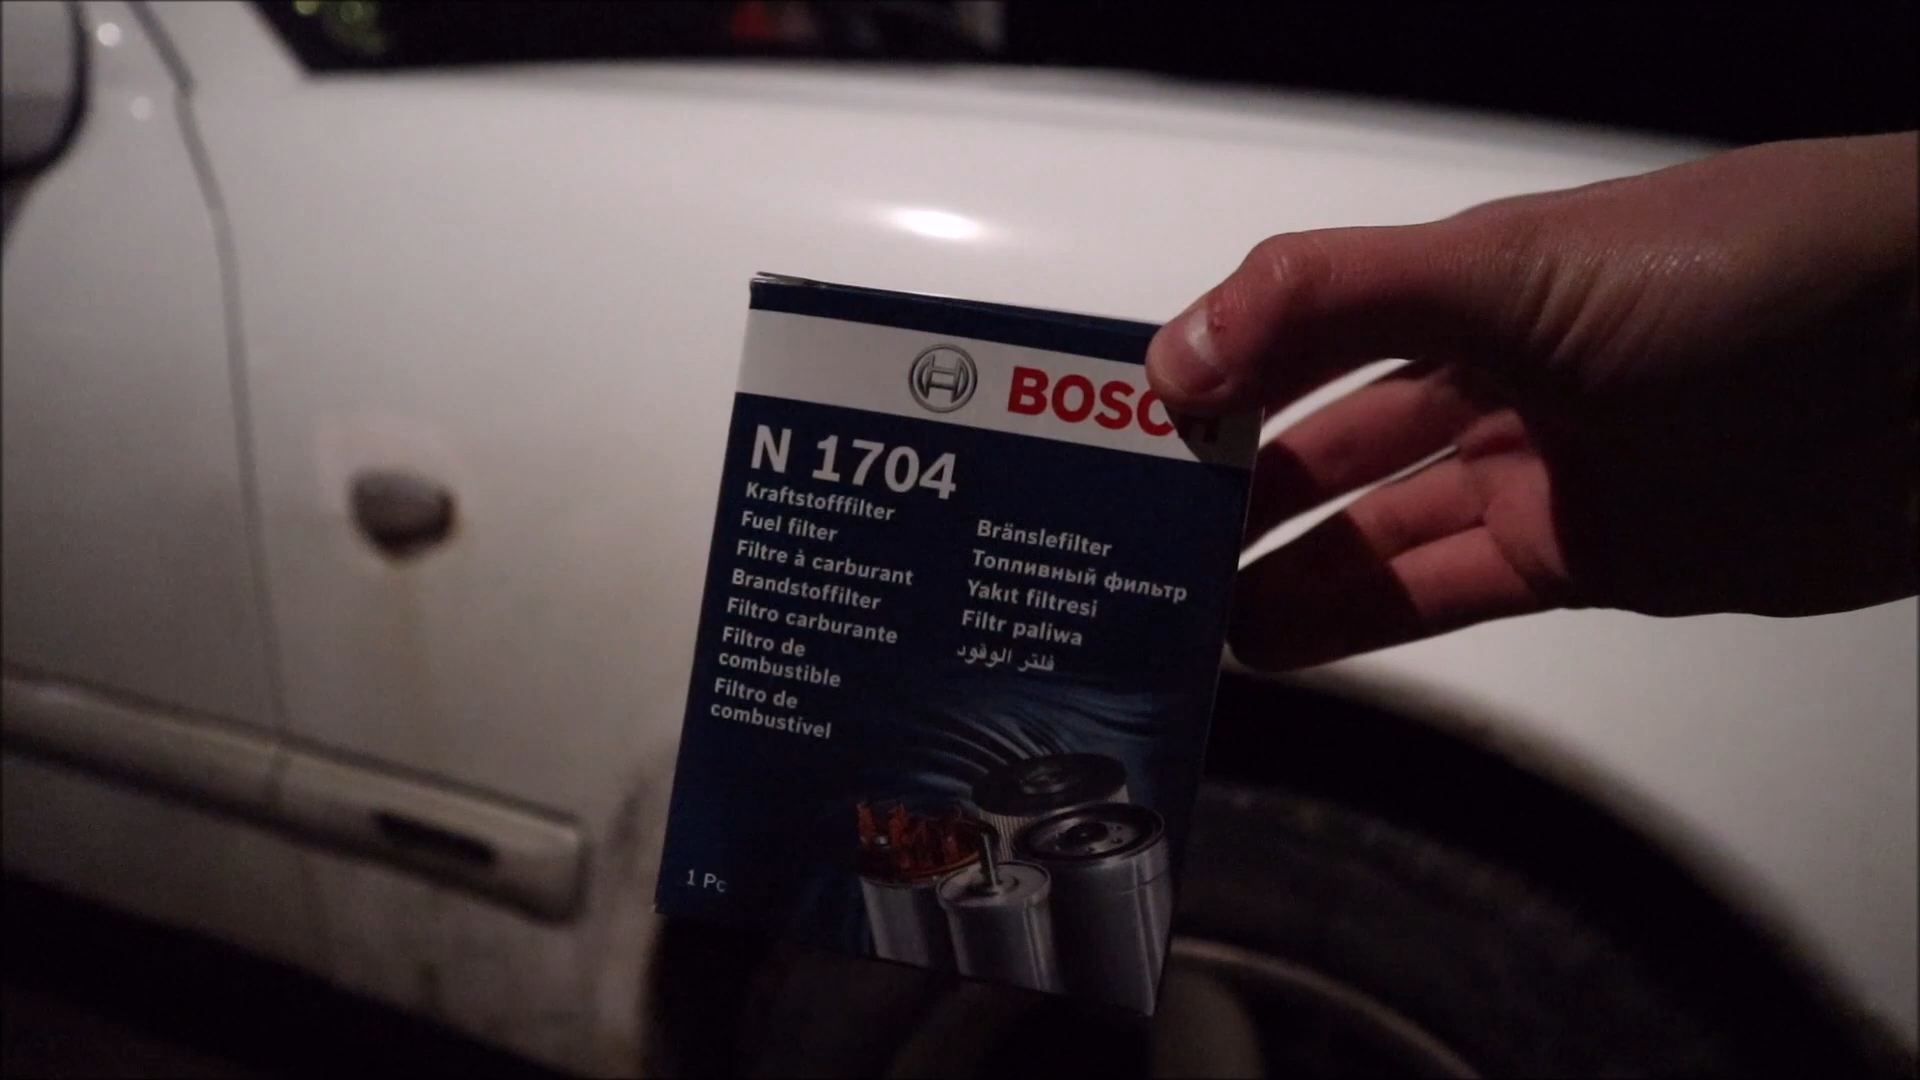 BOSCH
N 1704
Kraftstofffilter
Fuel filter
Filtre à carburant
Brandstoffilter
Filtro carburante
Filtro de
combustible
Filtro de
combustível
Bränslefilter
Топливный фильтр
Yakıt filtresi
Filtr paliwa
فلتر الوقود
1 Pc